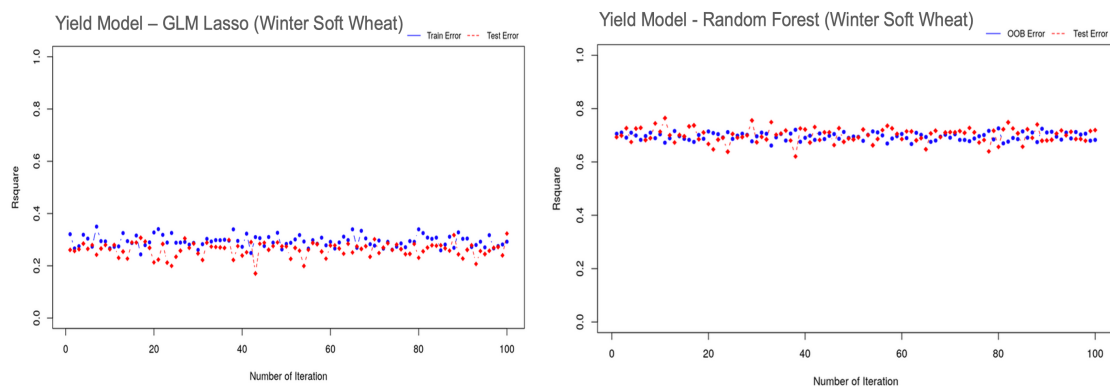 Yield Model – GLM Lasso (Winter Soft Wheat)
Train Error Test Error
Rsquare
1.0
0.8
0.6
0.4
0.2
0.0
0 20 40 60 80 100
Number of Iteration
Yield Model - Random Forest (Winter Soft Wheat)
OOB Error Test Error
Rsquare
1.0
0.8
0.6
0.4
0.2
0.0
0 20 40 60 80 100
Number of Iteration